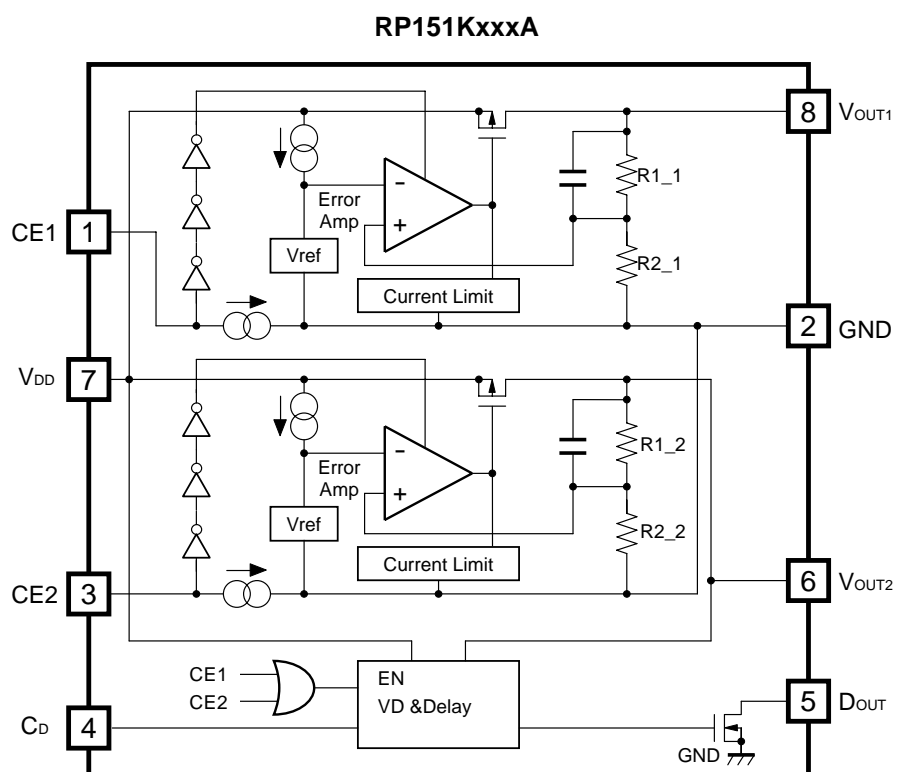 RP151KxxxA
8 VOUT1
R1_1
−
Error
Amp
+
CE1 1
Vref
R2_1
Current Limit
2 GND
VDD 7
R1_2
−
Error
Amp
+
Vref
R2_2
Current Limit
CE2 3
6 VOUT2
CE1
CE2
EN
VD &Delay
5 DOUT
CD 4
GND